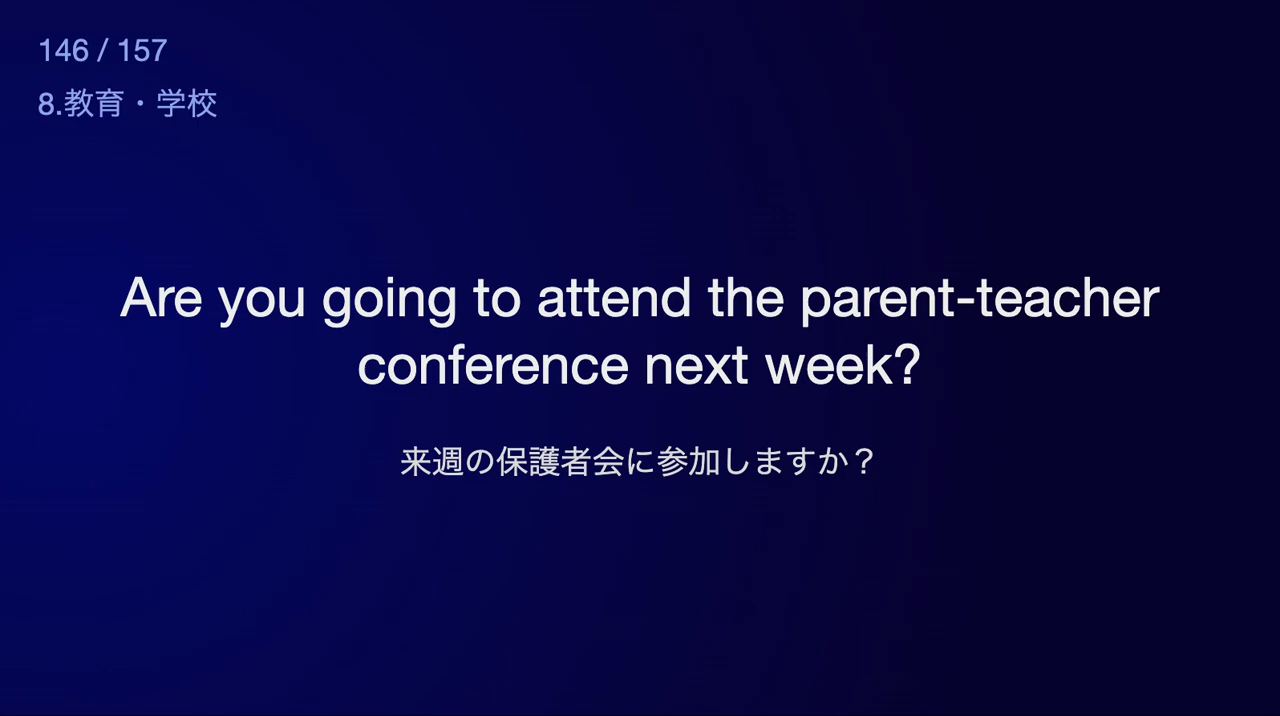 146 / 157
8.教育・学校
Are you going to attend the parent-teacher
conference next week?
来週の保護者会に参加しますか？